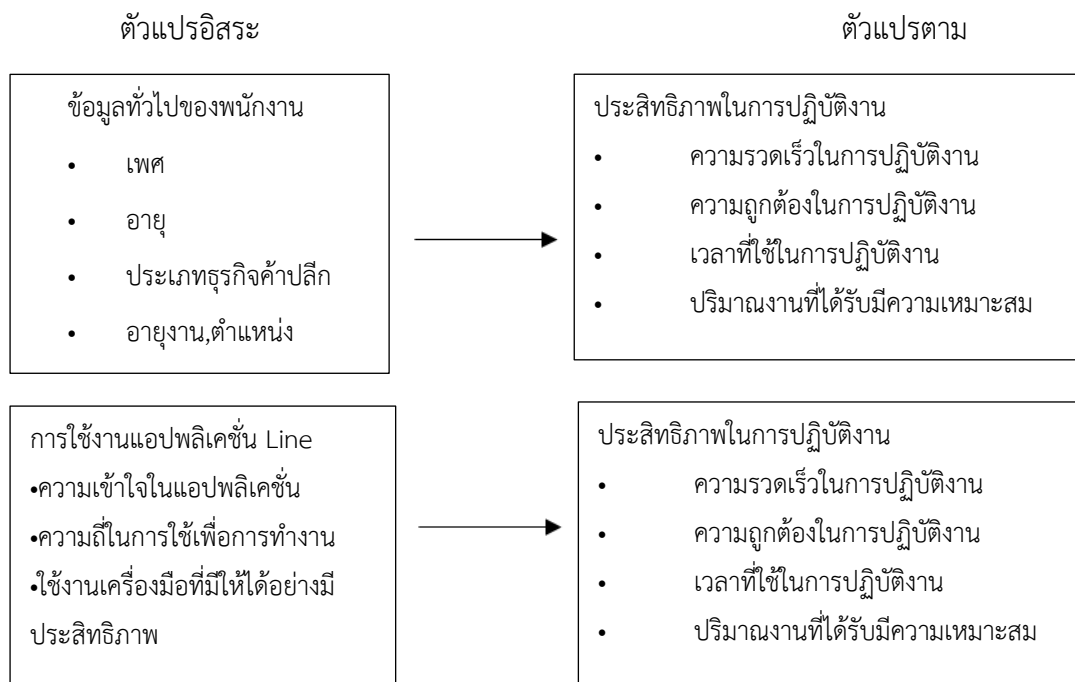 ตัวแปรอิสระ
ตัวแปรตาม
ข้อมูลทั่วไปของพนักงาน
• เพศ
• อายุ
• ประเภทธุรกิจค้าปลีก
• อายุงาน,ตำแหน่ง
ประสิทธิภาพในการปฏิบัติงาน
• ความรวดเร็วในการปฏิบัติงาน
• ความถูกต้องในการปฏิบัติงาน
• เวลาที่ใช้ในการปฏิบัติงาน
• ปริมาณงานที่ได้รับมีความเหมาะสม
การใช้งานแอปพลิเคชั่น Line
•ความเข้าใจในแอปพลิเคชั่น
•ความถี่ในการใช้เพื่อการทำงาน
•ใช้งานเครื่องมือที่มีให้ได้อย่างมี
ประสิทธิภาพ
ประสิทธิภาพในการปฏิบัติงาน
• ความรวดเร็วในการปฏิบัติงาน
• ความถูกต้องในการปฏิบัติงาน
• เวลาที่ใช้ในการปฏิบัติงาน
• ปริมาณงานที่ได้รับมีความเหมาะสม